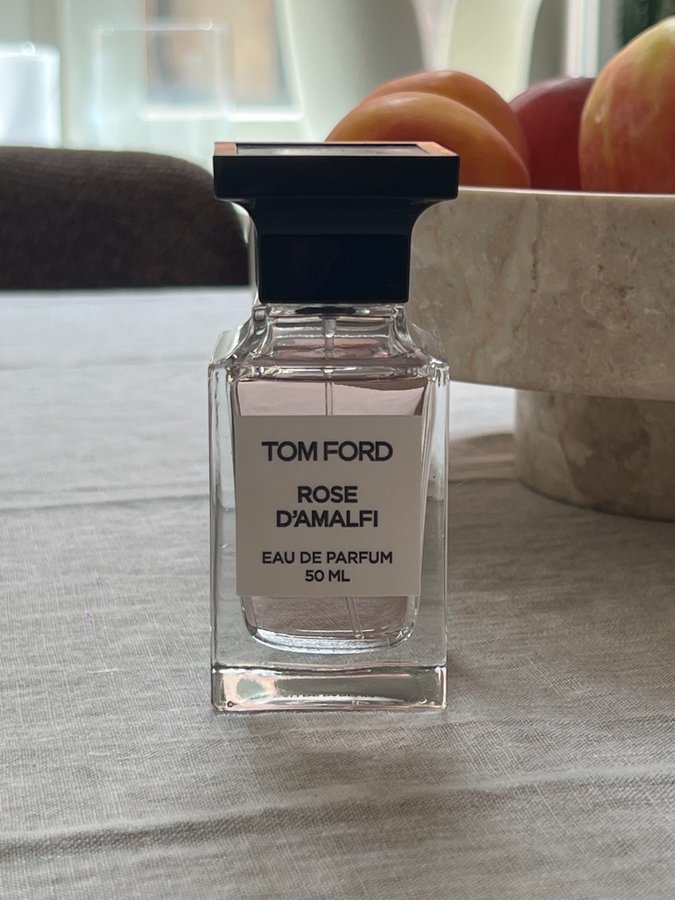 TOM FORD
ROSE
D'AMALFI
EAU DE PARFUM
50 ML